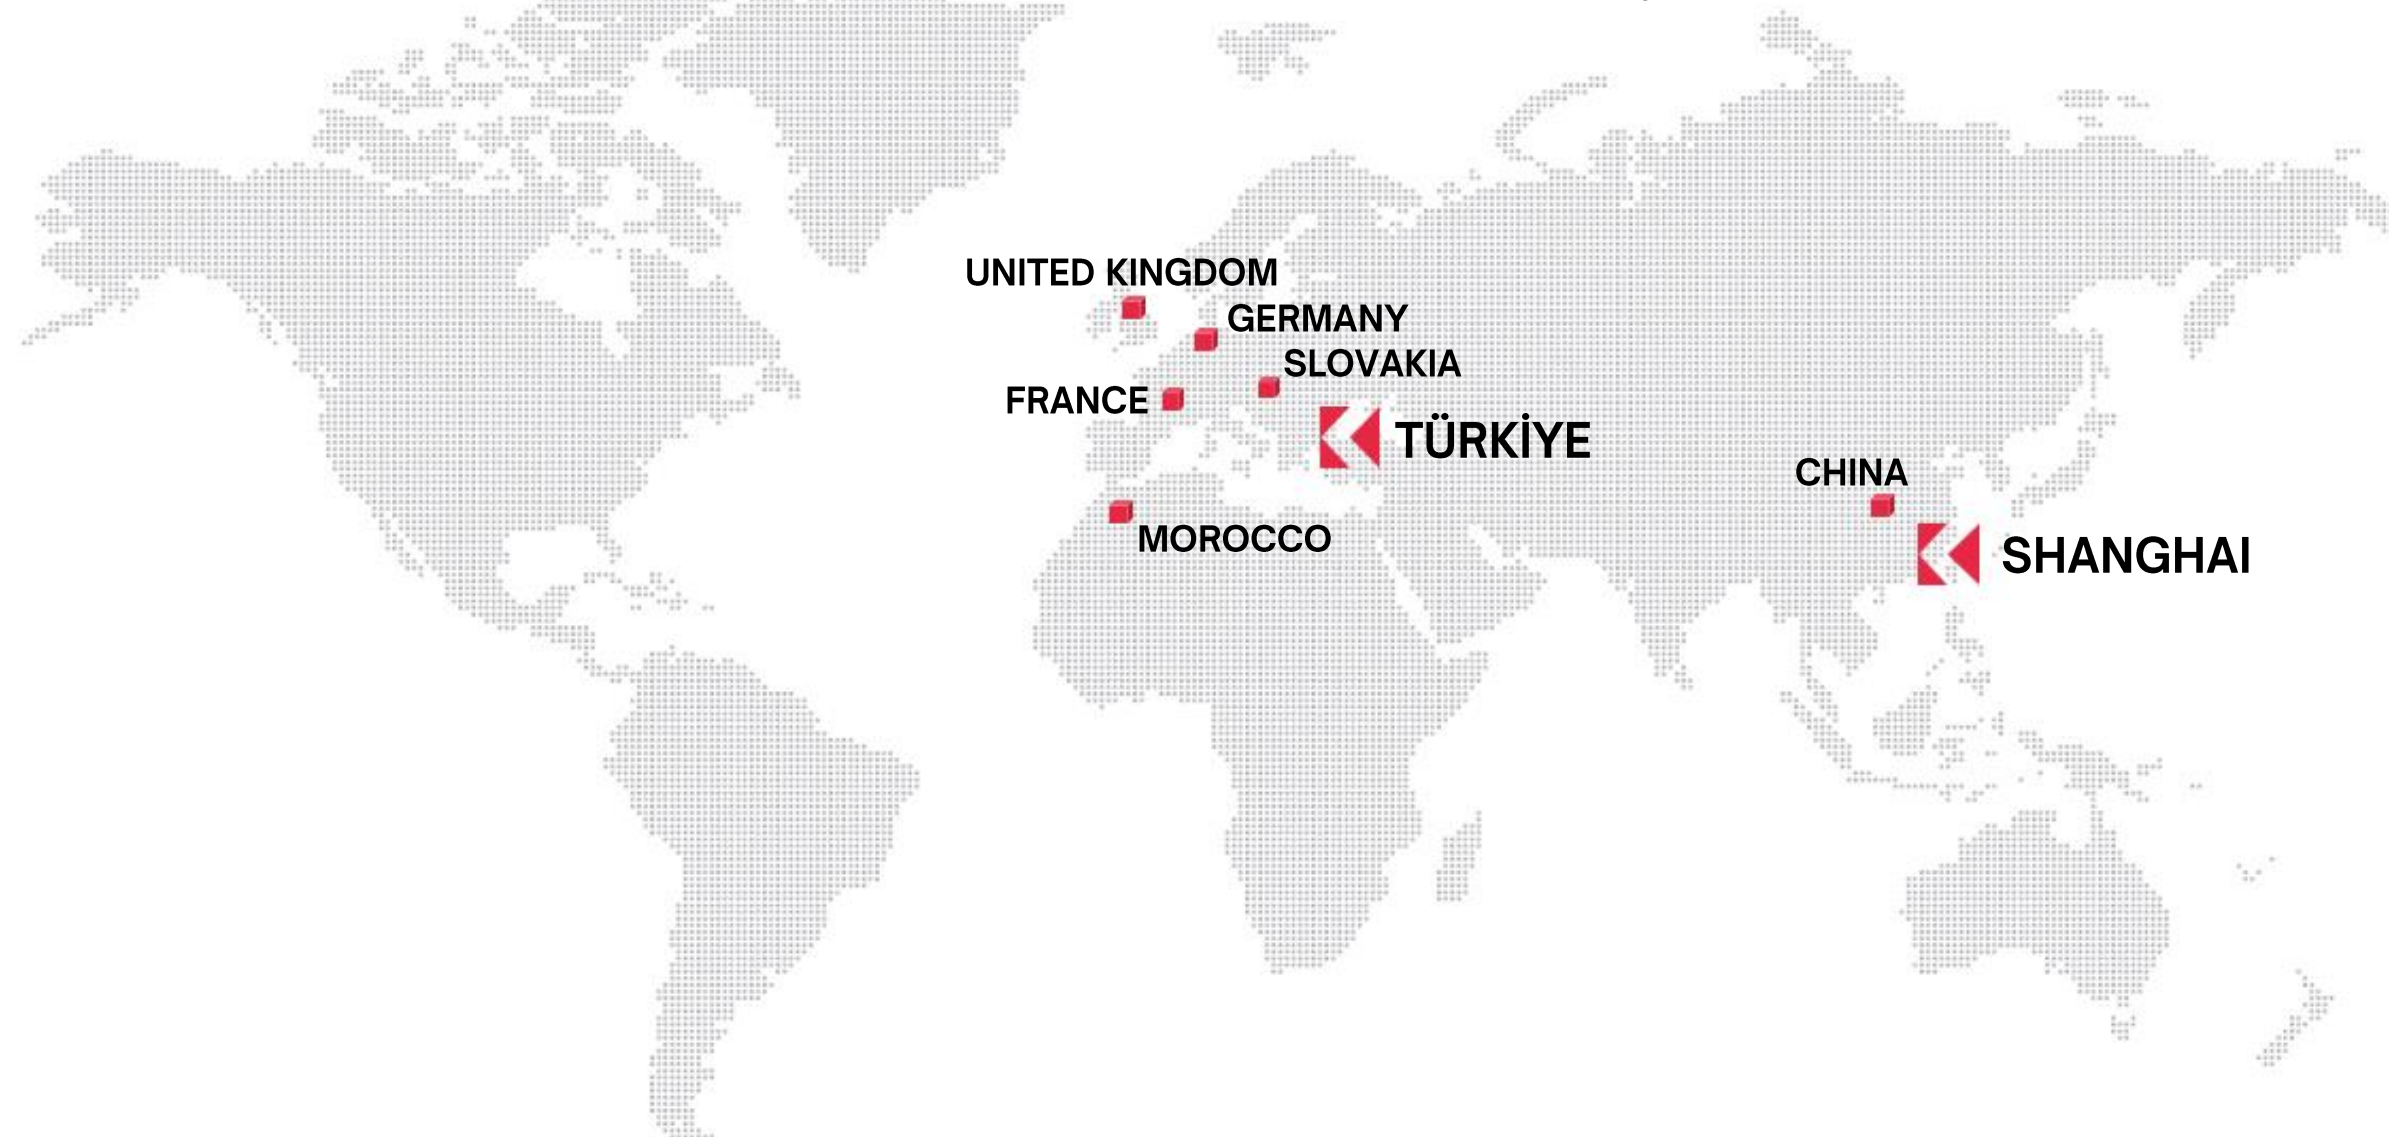 UNITED KINGDOM
GERMANY
SLOVAKIA
FRANCE
TÜRKİYE
CHINA
MOROCCO
SHANGHAI